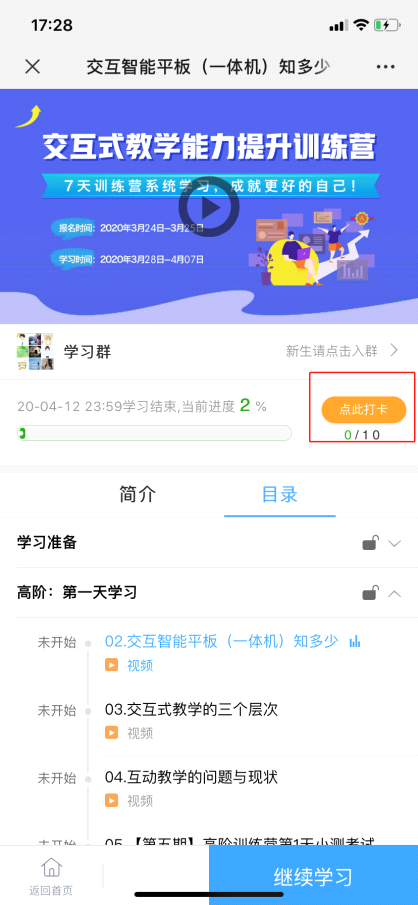 17:28
交互智能平板（一体机）知多少
交互式教学能力提升训练营
7天训练营系统学习，成就更好的自己！
报名时间：2020年3月24日—3月25日
学习时间：2020年3月28日—4月07日
学习群
新生请点击入群
20-04-12 23:59学习结束,当前进度 2 %
点此打卡
0/10
简介
目录
学习准备
高阶：第一天学习
未开始
02.交互智能平板（一体机）知多少
视频
未开始
03.交互式教学的三个层次
视频
未开始
04.互动教学的问题与现状
视频
未开始
05.【第五期】高阶训练营第1天小测考试
返回首页
继续学习